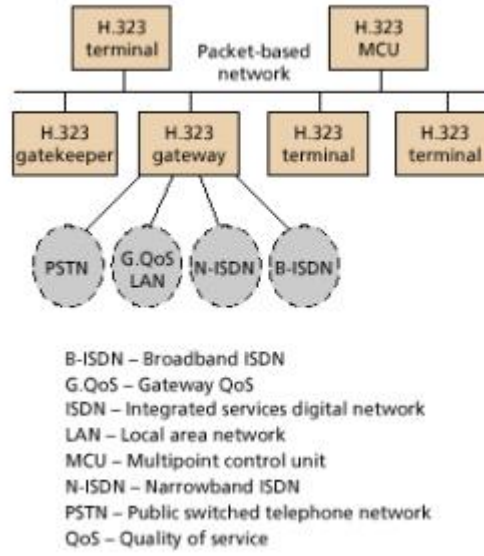 H.323
terminal
Packet-based
network
H.323
MCU
H.323
gatekeeper
H.323
gateway
H.323
terminal
H.323
terminal
PSTN
G.QoS
LAN
N-ISDN
B-ISDN
B-ISDN – Broadband ISDN
G.QoS – Gateway QoS
ISDN – Integrated services digital network
LAN – Local area network
MCU – Multipoint control unit
N-ISDN – Narrowband ISDN
PSTN – Public switched telephone network
QoS – Quality of service